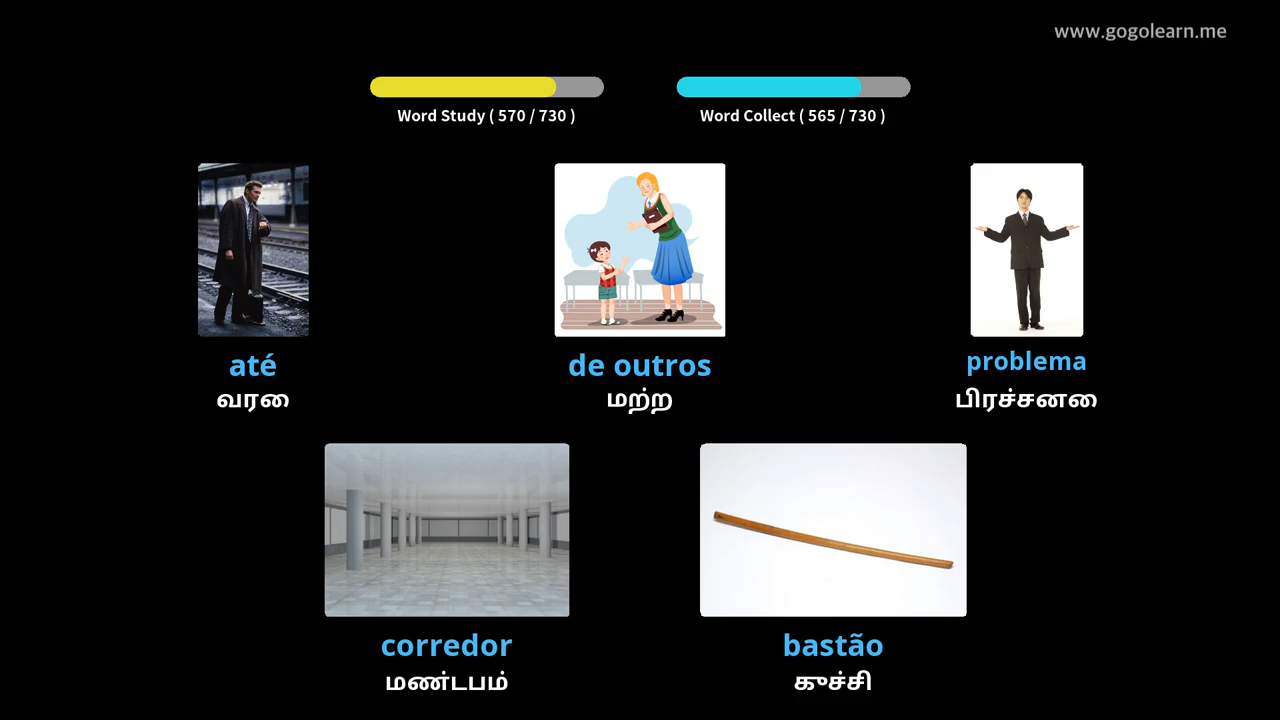 www.gogolearn.me
Word Study ( 570 / 730 )
Word Collect ( 565 / 730 )
até
வரை
de outros
மற்ற
problema
பிரச்சனை
corredor
மண்டபம்
bastão
குச்சி